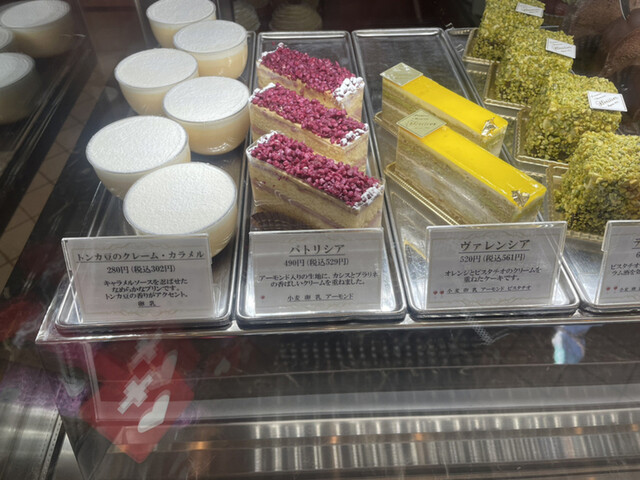 トンカ豆のクレーム・カラメル
280円(税込302円)
キャラメルソースを忍ばせた
なめらかなプリンです。
トンカ豆の香りがアクセント。
卵 乳
パトリシア
490円(税込529円)
アーモンド入りの生地に、カシスとプラリネ
の香ばしいクリームを重ねました。
小麦 卵 乳 アーモンド
ヴァレンシア
520円(税込561円)
オレンジとピスタチオのクリームを
重ねたケーキです。
小麦 卵 乳 アーモンド ピスタチオ
ピスタチ